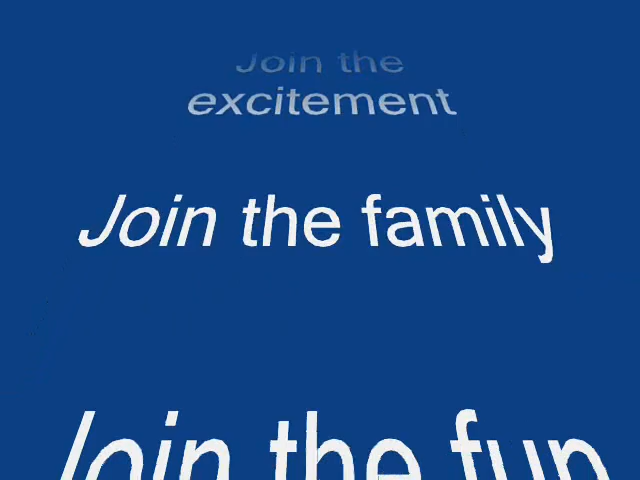 Join the
excitement
Join the family
Join the fun